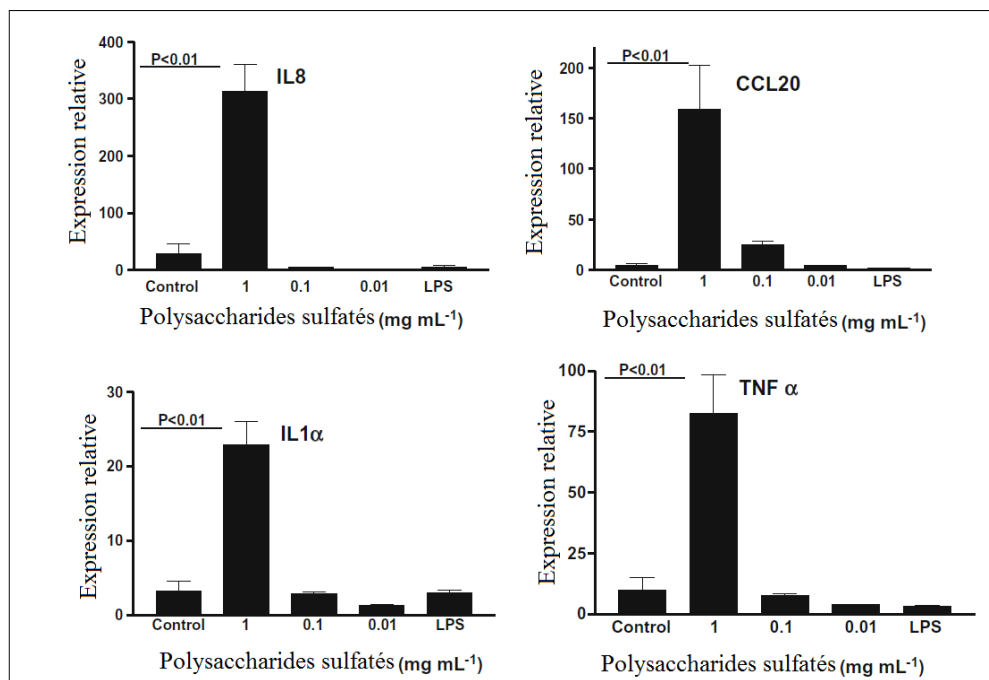 Expression relative
400
300
200
100
0
P<0.01
IL8
Control 1 0.1 0.01 LPS
Polysaccharides sulfatés (mg mL-1)
Expression relative
200
150
100
50
0
P<0.01
CCL20
Control 1 0.1 0.01 LPS
Polysaccharides sulfatés (mg mL-1)
Expression relative
30
20
10
0
P<0.01
IL1α
Control 1 0.1 0.01 LPS
Polysaccharides sulfatés (mg mL-1)
Expression relative
100
75
50
25
0
P<0.01
TNF α
Control 1 0.1 0.01 LPS
Polysaccharides sulfatés (mg mL-1)